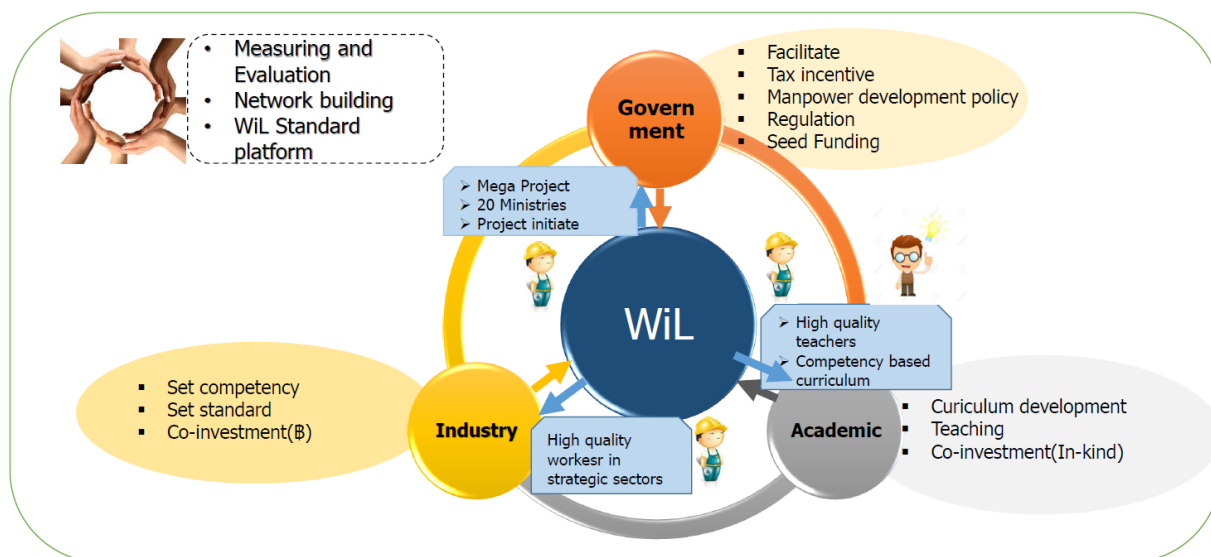 • Measuring and
Evaluation
• Network building
• WiL Standard
platform
Govern
ment
▪ Facilitate
▪ Tax incentive
▪ Manpower development policy
▪ Regulation
▪ Seed Funding
➢ Mega Project
➢ 20 Ministries
➢ Project initiate
WiL
➢ High quality
teachers
➢ Competency based
curriculum
▪ Set competency
▪ Set standard
▪ Co-investment(฿)
Industry
High quality
workesr in
strategic sectors
Academic
▪ Curiculum development
▪ Teaching
▪ Co-investment(In-kind)